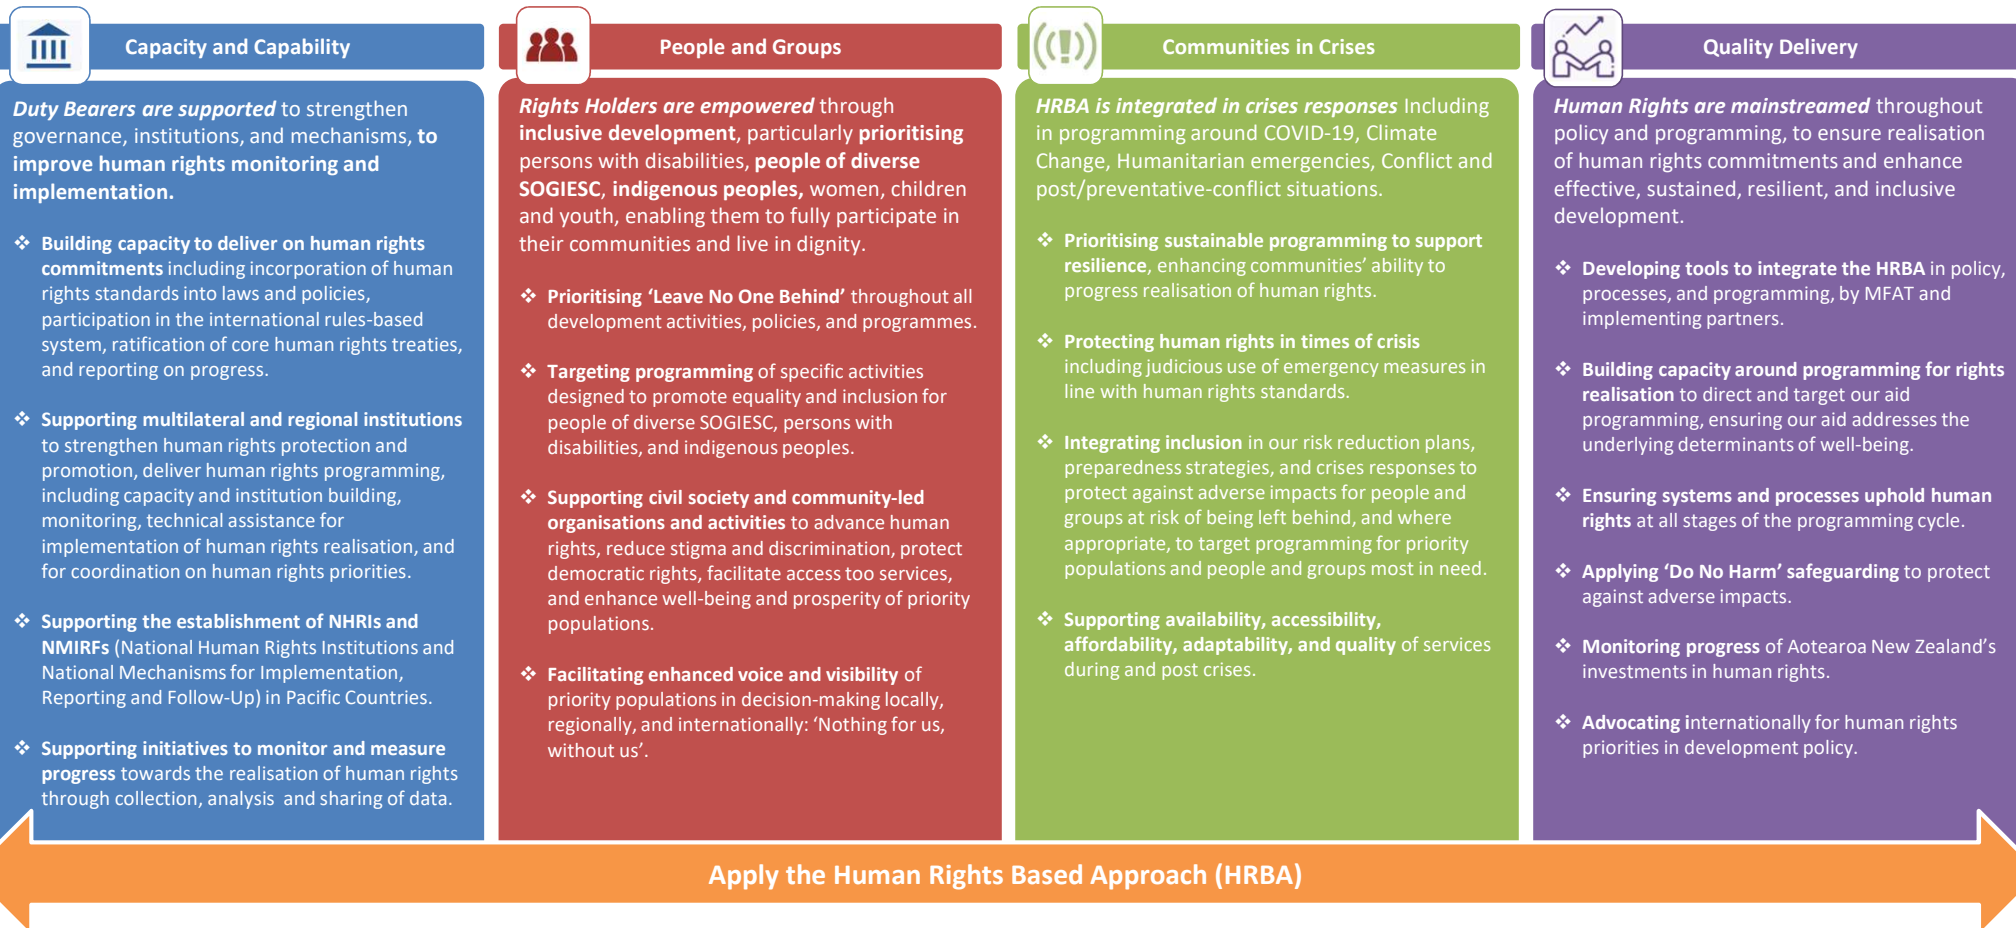 Capacity and Capability
Duty Bearers are supported to strengthen
governance, institutions, and mechanisms, to
improve human rights monitoring and
implementation.
❖ Building capacity to deliver on human rights
commitments including incorporation of human
rights standards into laws and policies,
participation in the international rules-based
system, ratification of core human rights treaties,
and reporting on progress.
❖ Supporting multilateral and regional institutions
to strengthen human rights protection and
promotion, deliver human rights programming,
including capacity and institution building,
monitoring, technical assistance for
implementation of human rights realisation, and
for coordination on human rights priorities.
❖ Supporting the establishment of NHRIs and
NMIRFs (National Human Rights Institutions and
National Mechanisms for Implementation,
Reporting and Follow-Up) in Pacific Countries.
❖ Supporting initiatives to monitor and measure
progress towards the realisation of human rights
through collection, analysis and sharing of data.
People and Groups
Rights Holders are empowered through
inclusive development, particularly prioritising
persons with disabilities, people of diverse
SOGIESC, indigenous peoples, women, children
and youth, enabling them to fully participate in
their communities and live in dignity.
❖ Prioritising ‘Leave No One Behind’ throughout all
development activities, policies, and programmes.
❖ Targeting programming of specific activities
designed to promote equality and inclusion for
people of diverse SOGIESC, persons with
disabilities, and indigenous peoples.
❖ Supporting civil society and community-led
organisations and activities to advance human
rights, reduce stigma and discrimination, protect
democratic rights, facilitate access too services,
and enhance well-being and prosperity of priority
populations.
❖ Facilitating enhanced voice and visibility of
priority populations in decision-making locally,
regionally, and internationally: ‘Nothing for us,
without us’.
Communities in Crises
HRBA is integrated in crises responses Including
in programming around COVID-19, Climate
Change, Humanitarian emergencies, Conflict and
post/preventative-conflict situations.
❖ Prioritising sustainable programming to support
resilience, enhancing communities’ ability to
progress realisation of human rights.
❖ Protecting human rights in times of crisis
including judicious use of emergency measures in
line with human rights standards.
❖ Integrating inclusion in our risk reduction plans,
preparedness strategies, and crises responses to
protect against adverse impacts for people and
groups at risk of being left behind, and where
appropriate, to target programming for priority
populations and people and groups most in need.
❖ Supporting availability, accessibility,
affordability, adaptability, and quality of services
during and post crises.
Quality Delivery
Human Rights are mainstreamed throughout
policy and programming, to ensure realisation
of human rights commitments and enhance
effective, sustained, resilient, and inclusive
development.
❖ Developing tools to integrate the HRBA in policy,
processes, and programming, by MFAT and
implementing partners.
❖ Building capacity around programming for rights
realisation to direct and target our aid
programming, ensuring our aid addresses the
underlying determinants of well-being.
❖ Ensuring systems and processes uphold human
rights at all stages of the programming cycle.
❖ Applying ‘Do No Harm’ safeguarding to protect
against adverse impacts.
❖ Monitoring progress of Aotearoa New Zealand’s
investments in human rights.
❖ Advocating internationally for human rights
priorities in development policy.
Apply the Human Rights Based Approach (HRBA)